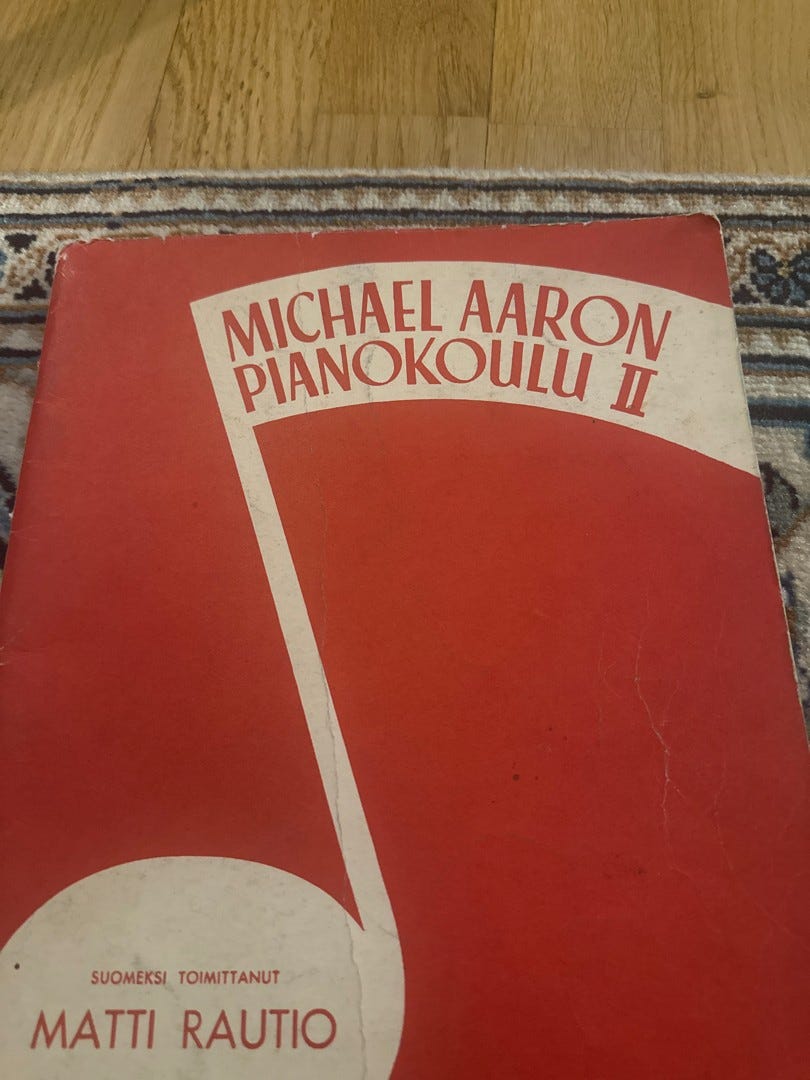 MICHAEL AARON
PIANOKOULU II
SUOMEKSI TOIMITTANUT
MATTI RAUTIO